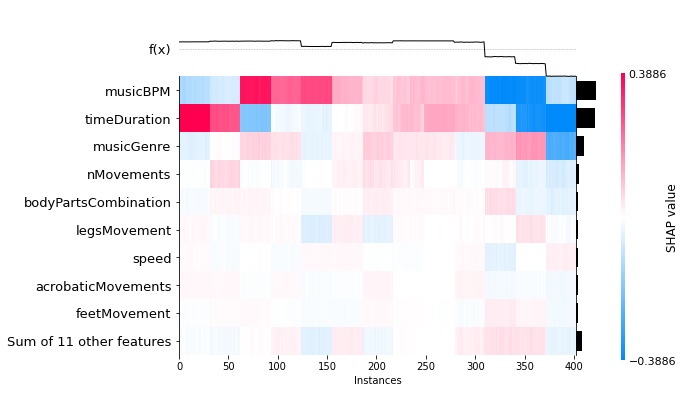 f(x)
0.3886
musicBPM
timeDuration
musicGenre
nMovements
bodyPartsCombination
legsMovement
speed
acrobaticMovements
feetMovement
Sum of 11 other features
SHAP value
−0.3886
0 50 100 150 200 250 300 350 400
Instances